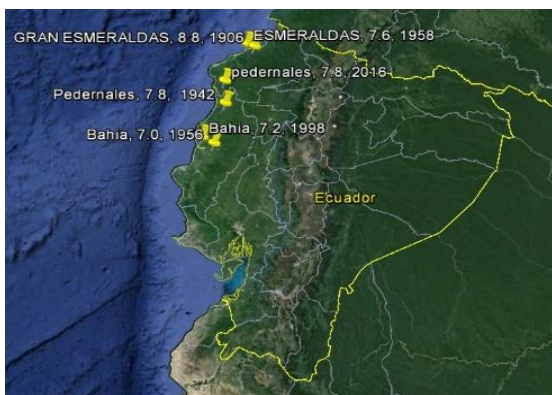 GRAN ESMERALDAS, 8.8, 1906 ESMERALDAS, 7.6, 1958
pedernales, 7.8, 2016
Pedernales, 7.8, 1942
Bahia, 7.0, 1956 Bahia, 7.2, 1998
Ecuador